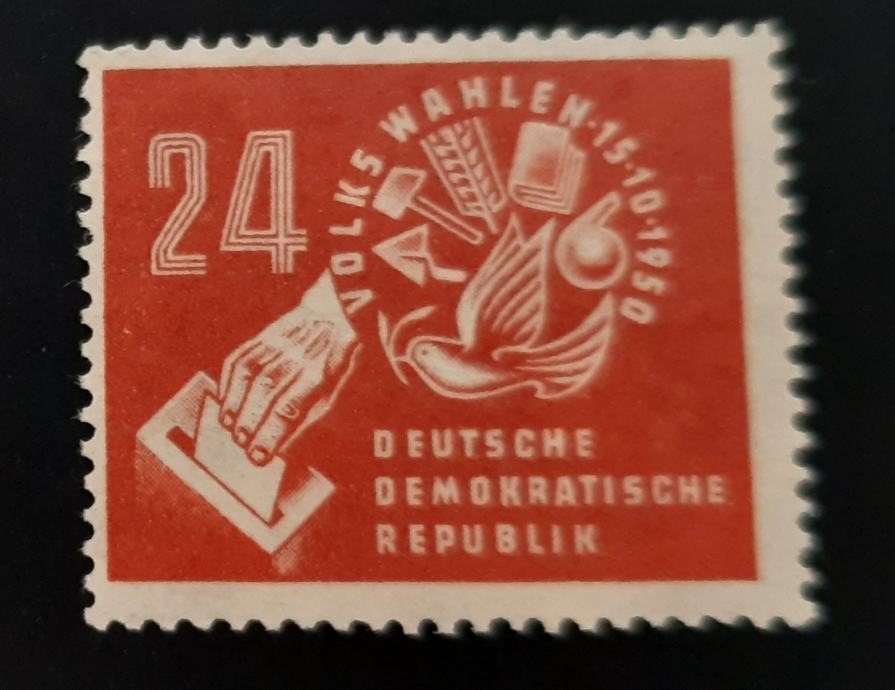 24
VOLKSWAHLEN·15·10·1950
DEUTSCHE
DEMOKRATISCHE
REPUBLIK